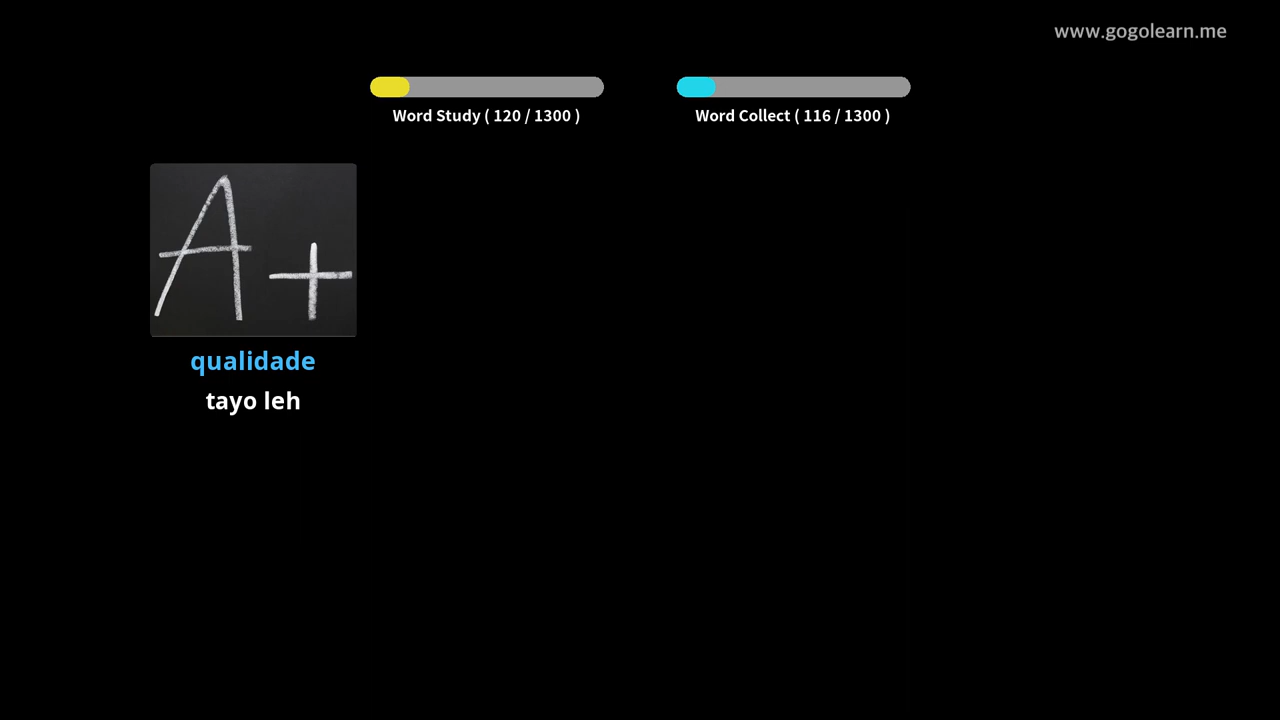 www.gogolearn.me
Word Study ( 120 / 1300 )
Word Collect ( 116 / 1300 )
A+
qualidade
tayo leh